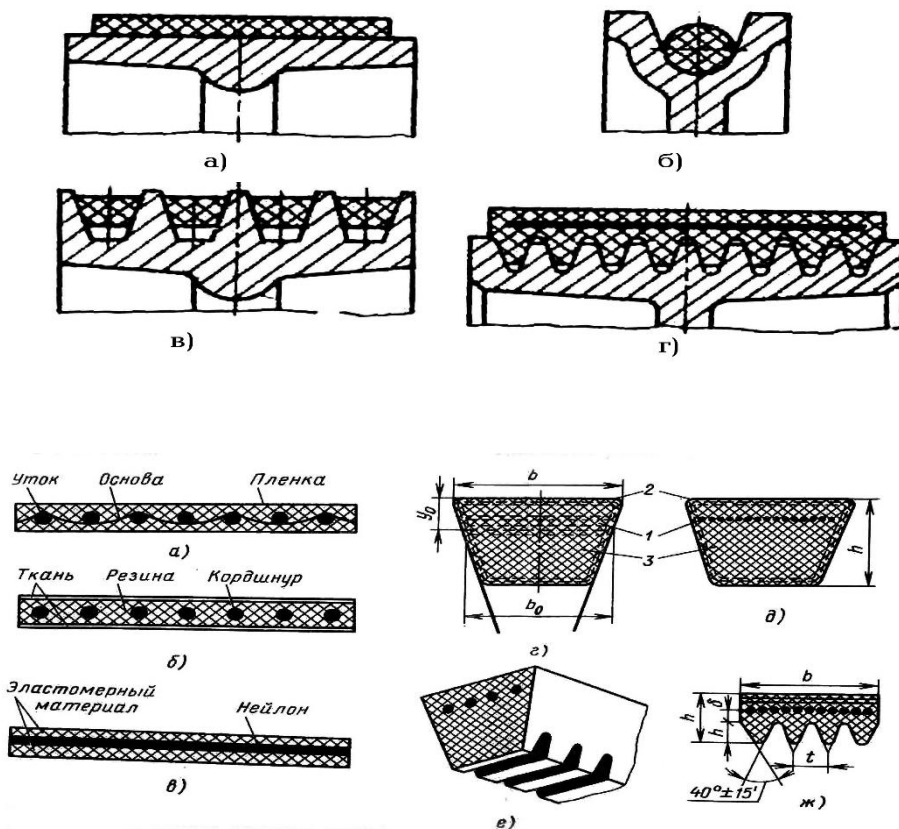 а)
б)
в)
г)
Уток Основа Пленка
а)
Ткань Резина Кордшнур
б)
Эластомерный материал
Нейлон
в)
b
y₀
b₀
2
1
3
h
г)
д)
е)
b
h
δ
h
t
40°±15'
ж)